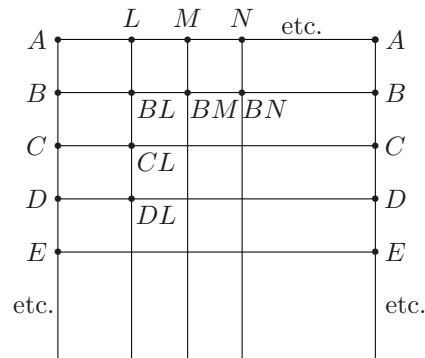 L M N etc.
A A
B B
BL BM BN
C C
CL
D D
DL
E E
etc. etc.